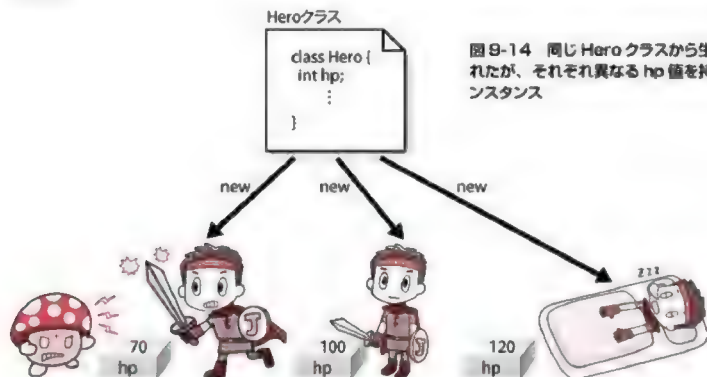 Heroクラス
class Hero {
int hp;
⋮
}
図9-14 同じHeroクラスから生
れたが、それぞれ異なるhp値を持
ンスタンス
new
new
new
zzz
J
J
70
hp
100
hp
120
hp